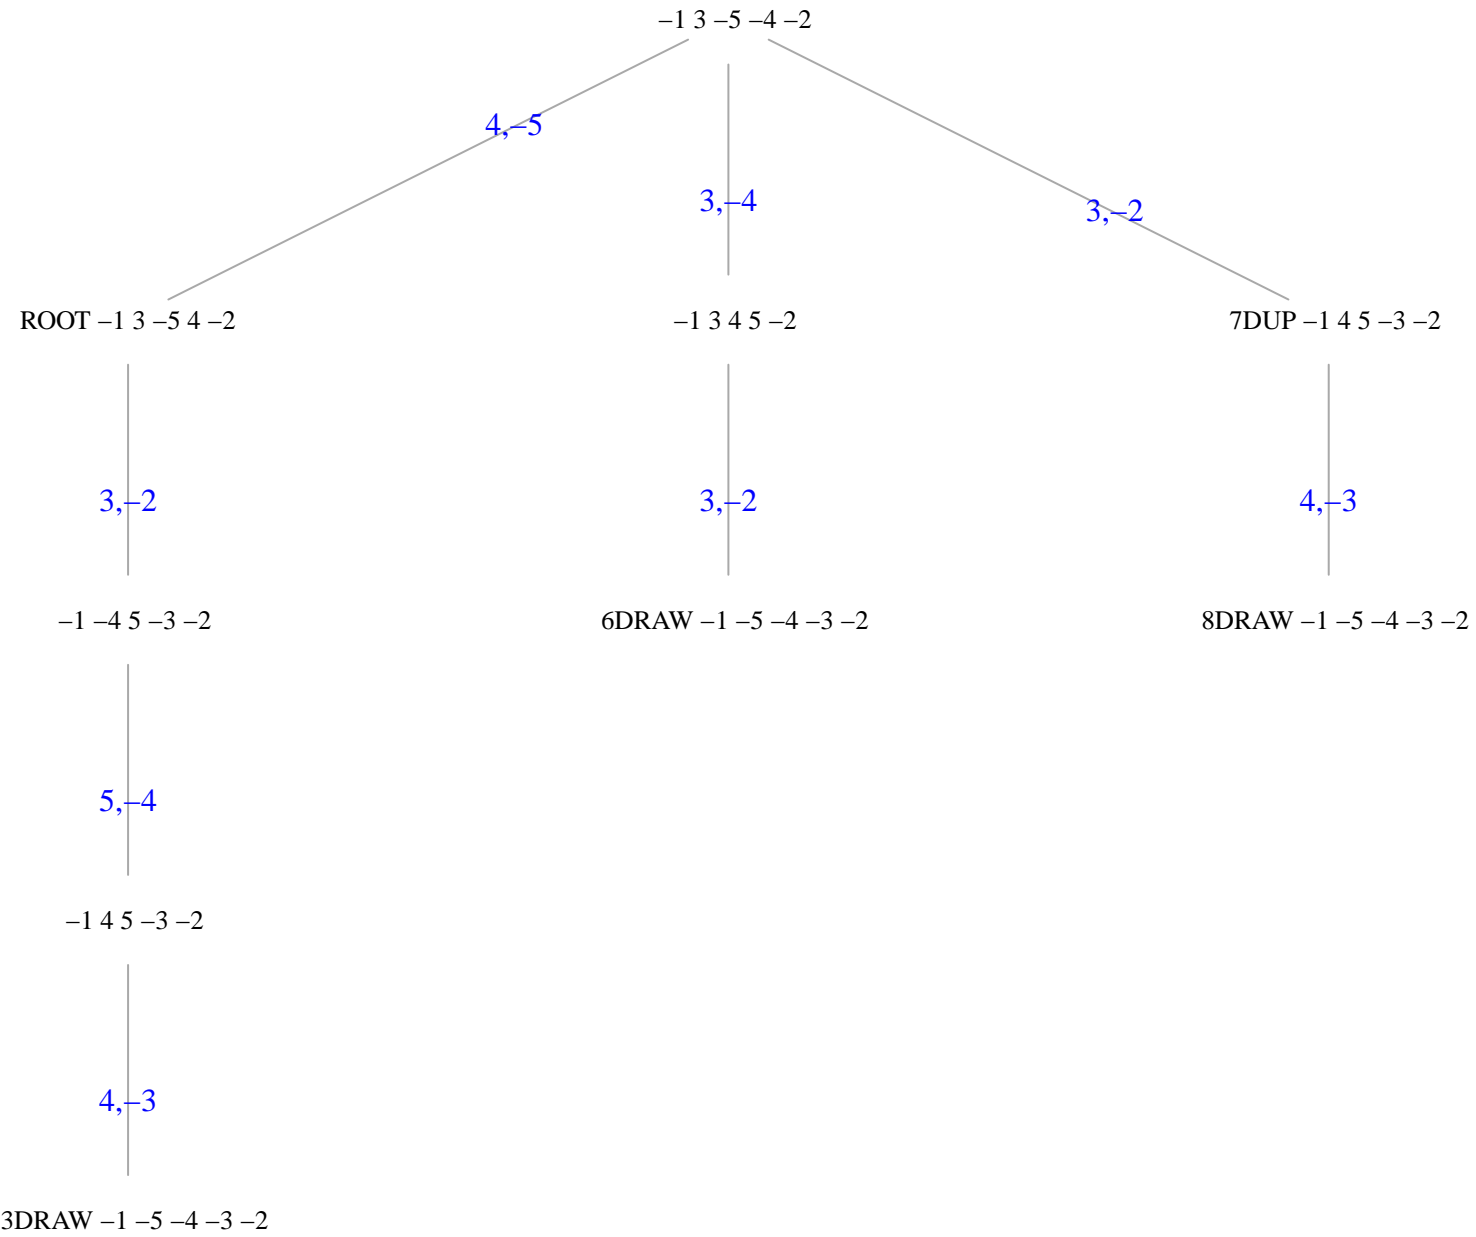 –1 3 –5 –4 –2
4,–5
3,–4
3,–2
ROOT –1 3 –5 4 –2
–1 3 4 5 –2
7DUP –1 4 5 –3 –2
3,–2
3,–2
4,–3
–1 –4 5 –3 –2
6DRAW –1 –5 –4 –3 –2
8DRAW –1 –5 –4 –3 –2
5,–4
–1 4 5 –3 –2
4,–3
3DRAW –1 –5 –4 –3 –2